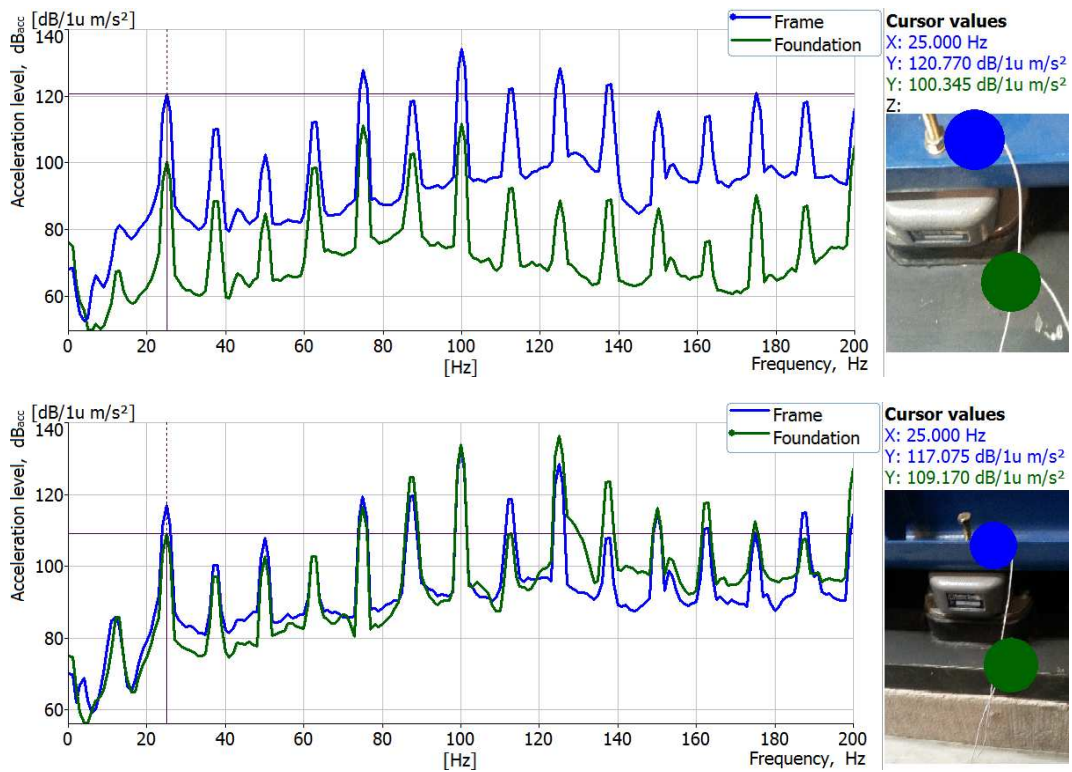 [dB/1u m/s²]
Acceleration level, dBacc
140
120
100
80
60
0 20 40 60 80 100 120 140 160 180 200
[Hz]
Frequency, Hz
Frame
Foundation
Cursor values
X: 25.000 Hz
Y: 120.770 dB/1u m/s²
Y: 100.345 dB/1u m/s²
Z:
[dB/1u m/s²]
Acceleration level, dBacc
140
120
100
80
60
0 20 40 60 80 100 120 140 160 180 200
[Hz]
Frequency, Hz
Frame
Foundation
Cursor values
X: 25.000 Hz
Y: 117.075 dB/1u m/s²
Y: 109.170 dB/1u m/s²